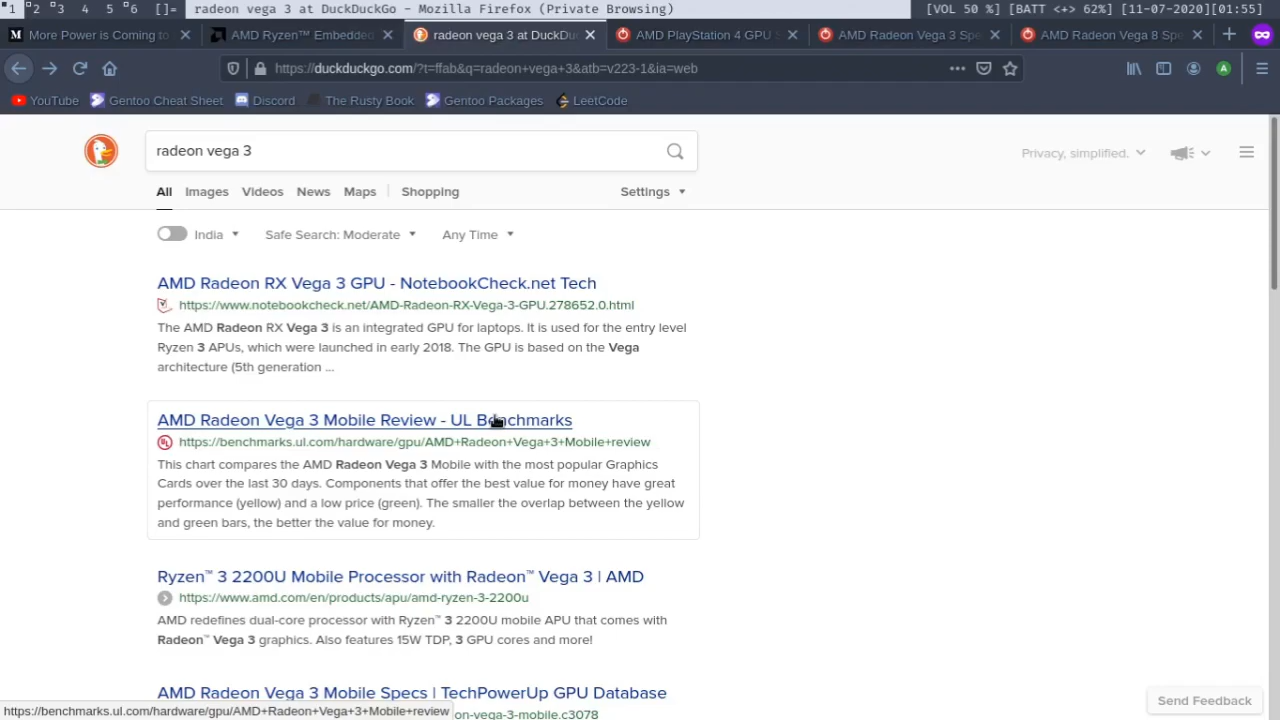 1 2 3 4 5 6 []= radeon vega 3 at DuckDuckGo - Mozilla Firefox (Private Browsing) [VOL 50 %] [BATT <+> 62%] [11-07-2020][01:55]
More Power is Coming to AMD Ryzen™ Embedded radeon vega 3 at DuckDu AMD PlayStation 4 GPU S AMD Radeon Vega 3 Spe AMD Radeon Vega 8 Spe
https://duckduckgo.com/?t=ffab&q=radeon+vega+3&atb=v223-1&ia=web
YouTube Gentoo Cheat Sheet Discord The Rusty Book Gentoo Packages LeetCode
radeon vega 3
Privacy, simplified.
All Images Videos News Maps Shopping Settings
India Safe Search: Moderate Any Time
AMD Radeon RX Vega 3 GPU - NotebookCheck.net Tech
https://www.notebookcheck.net/AMD-Radeon-RX-Vega-3-GPU.278652.0.html
The AMD Radeon RX Vega 3 is an integrated GPU for laptops. It is used for the entry level
Ryzen 3 APUs, which were launched in early 2018. The GPU is based on the Vega
architecture (5th generation ...
AMD Radeon Vega 3 Mobile Review - UL Benchmarks
https://benchmarks.ul.com/hardware/gpu/AMD+Radeon+Vega+3+Mobile+review
This chart compares the AMD Radeon Vega 3 Mobile with the most popular Graphics
Cards over the last 30 days. Components that offer the best value for money have great
performance (yellow) and a low price (green). The smaller the overlap between the yellow
and green bars, the better the value for money.
Ryzen™ 3 2200U Mobile Processor with Radeon™ Vega 3 | AMD
https://www.amd.com/en/products/apu/amd-ryzen-3-2200u
AMD redefines dual-core processor with Ryzen™ 3 2200U mobile APU that comes with
Radeon™ Vega 3 graphics. Also features 15W TDP, 3 GPU cores and more!
AMD Radeon Vega 3 Mobile Specs | TechPowerUp GPU Database
on-vega-3-mobile.c3078
https://benchmarks.ul.com/hardware/gpu/AMD+Radeon+Vega+3+Mobile+review
Send Feedback